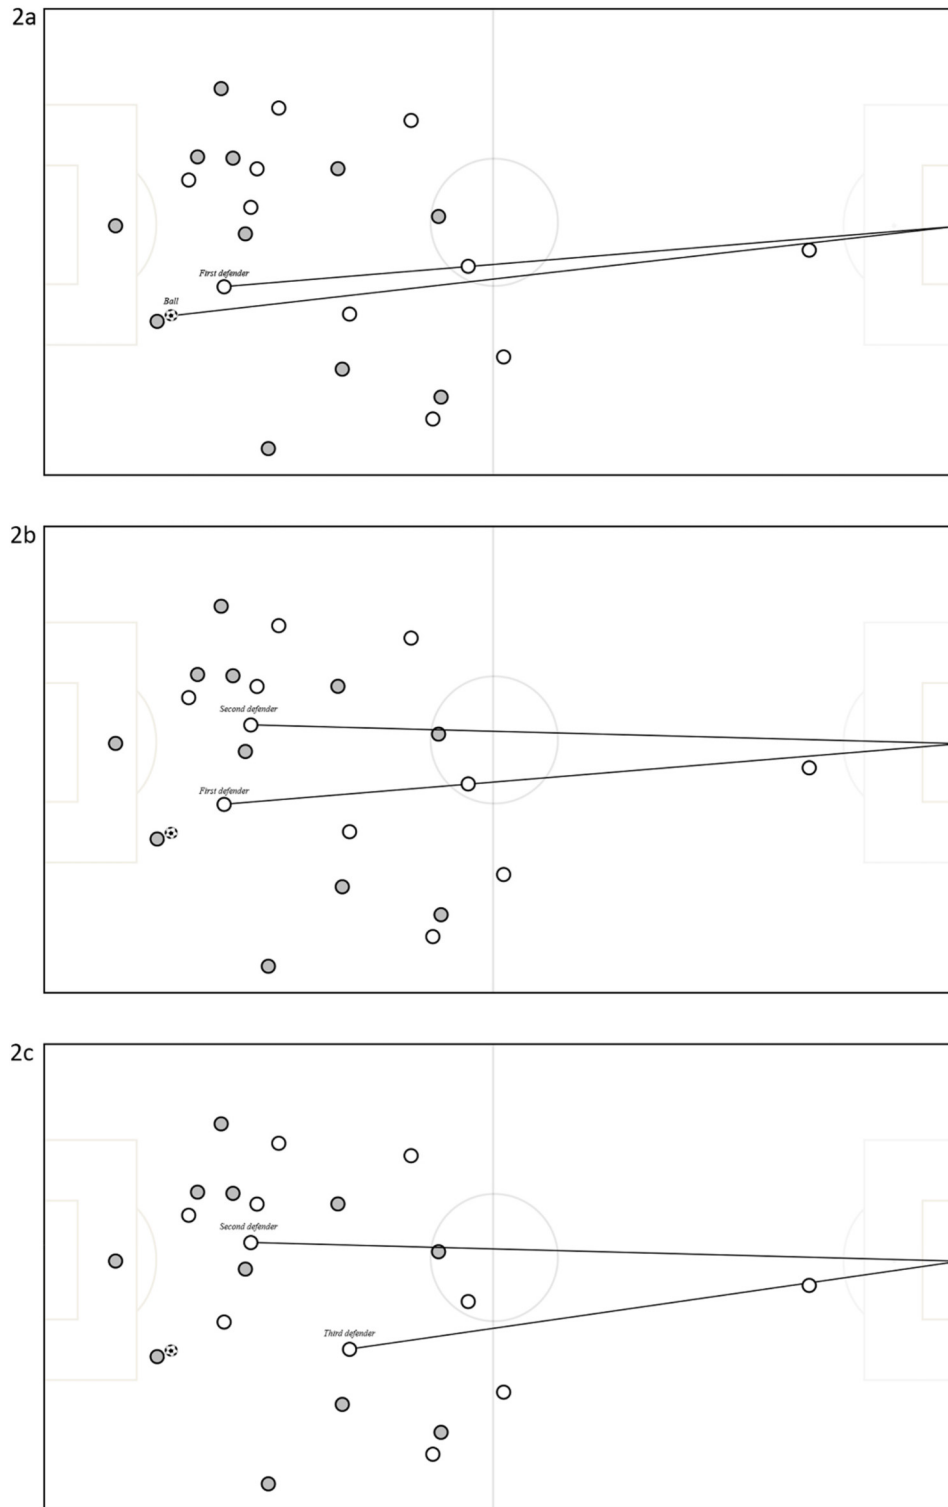 2a
First defender
Ball
2b
Second defender
First defender
2c
Second defender
Third defender